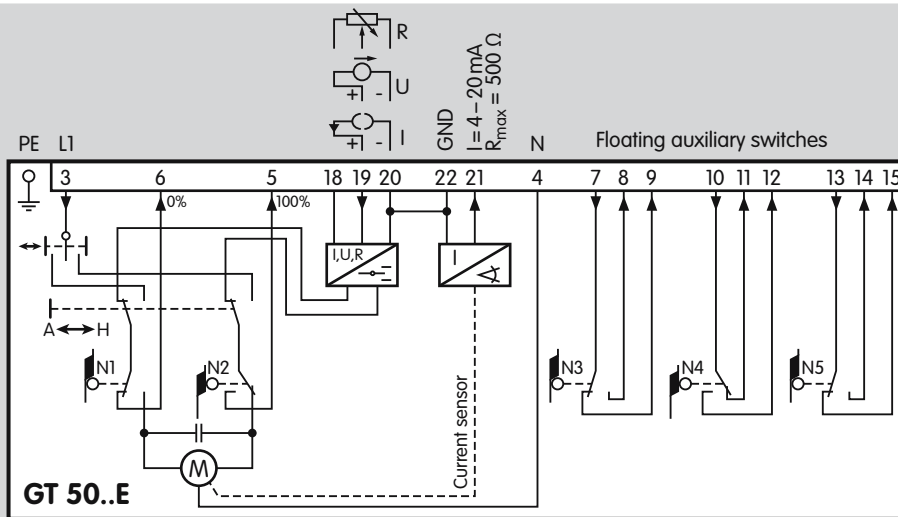 R
+ - U
+ - I
GND
I = 4 – 20 mA
Rmax = 500 Ω
PE L1 N Floating auxiliary switches
3 6 5 18 19 20 22 21 4 7 8 9 10 11 12 13 14 15
0% 100%
I,U,R I
A H
N1 N2 N3 N4 N5
Current sensor
M
GT 50..E